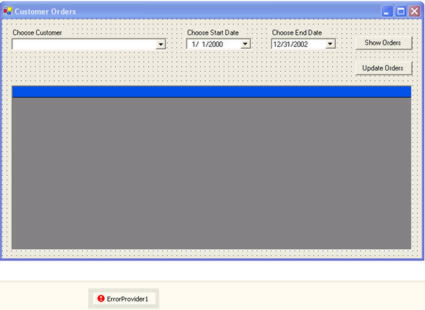 Customer Orders
Choose Customer
Choose Start Date
Choose End Date
1/ 1/2000
12/31/2002
Show Orders
Update Orders
ErrorProvider1